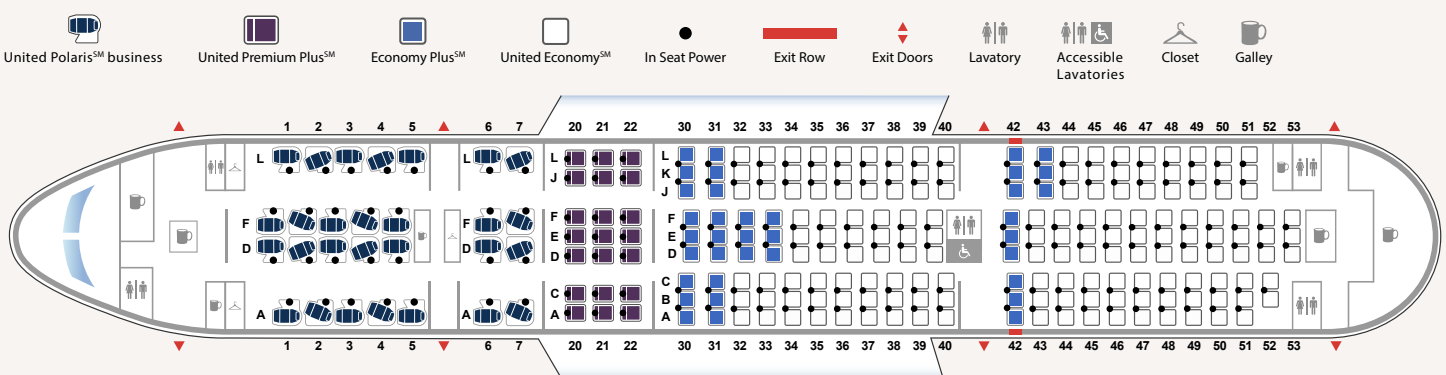 United Polaris℠ business
United Premium Plus℠
Economy Plus℠
United Economy℠
In Seat Power
Exit Row
Exit Doors
Lavatory
Accessible
Lavatories
Closet
Galley
1 2 3 4 5 6 7 20 21 22 30 31 32 33 34 35 36 37 38 39 40 42 43 44 45 46 47 48 49 50 51 52 53
L L L L
J K
J
F F F F
D D E E
D D
A A C C
A B
A
1 2 3 4 5 6 7 20 21 22 30 31 32 33 34 35 36 37 38 39 40 42 43 44 45 46 47 48 49 50 51 52 53